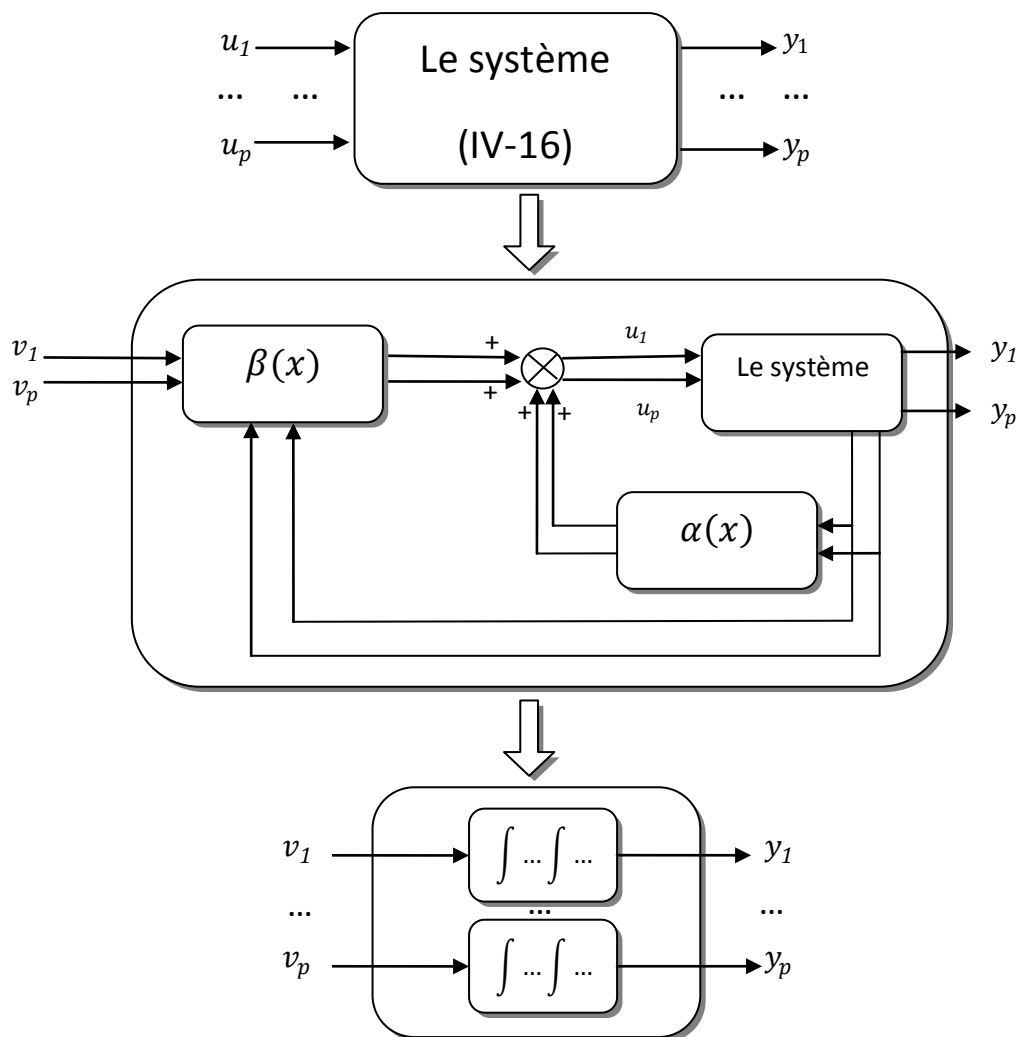 u₁ Le système y₁
... ... ... ...
uₚ (IV-16) yₚ
v₁ β(x) + u₁ Le système y₁
vₚ + uₚ yₚ
+ +
α(x)
v₁ ∫ ... ∫ ... y₁
... ... ...
vₚ ∫ ... ∫ ... yₚ